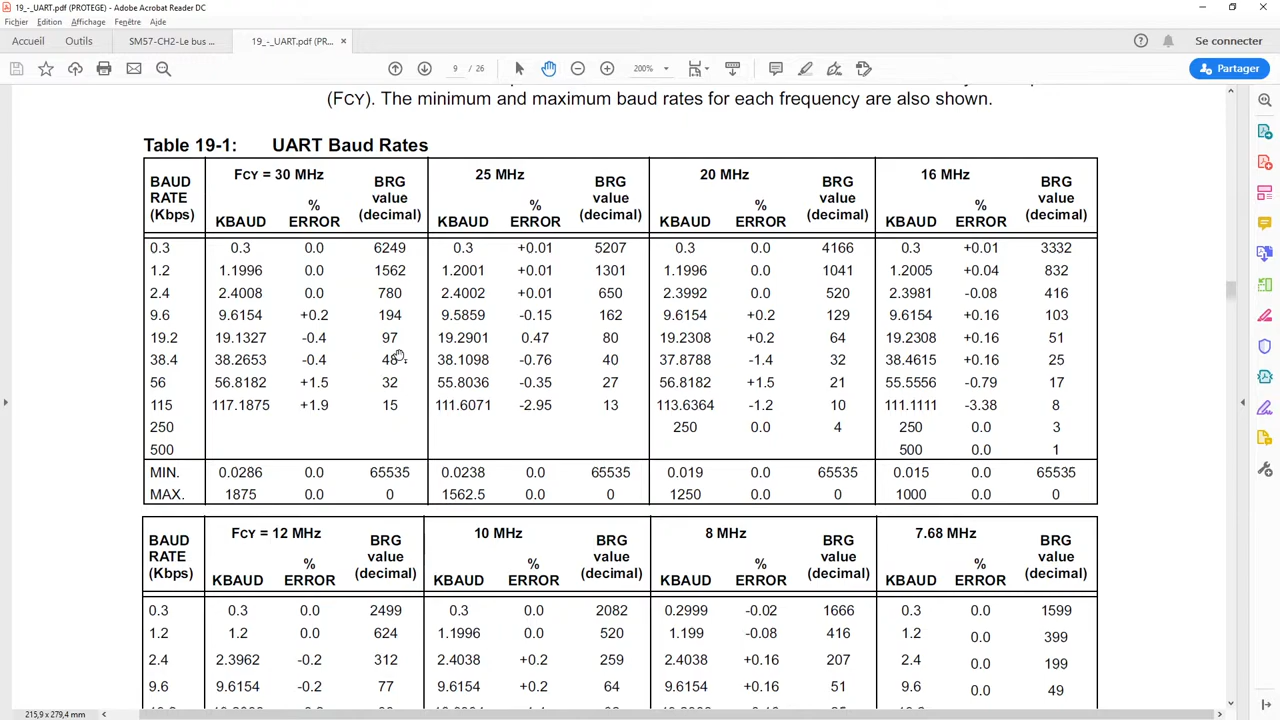 19_-_UART.pdf (PROTEGE) - Adobe Acrobat Reader DC
Fichier Edition Affichage Fenêtre Aide
Accueil Outils SM57-CH2-Le bus ... 19_-_UART.pdf (PR... × Se connecter
9 / 26 200% Partager
(FCY). The minimum and maximum baud rates for each frequency are also shown.
Table 19-1: UART Baud Rates
BAUD RATE (Kbps) FCY = 30 MHz 25 MHz 20 MHz 16 MHz
KBAUD % ERROR BRG value (decimal) KBAUD % ERROR BRG value (decimal) KBAUD % ERROR BRG value (decimal) KBAUD % ERROR BRG value (decimal)
0.3 0.3 0.0 6249 0.3 +0.01 5207 0.3 0.0 4166 0.3 +0.01 3332
1.2 1.1996 0.0 1562 1.2001 +0.01 1301 1.1996 0.0 1041 1.2005 +0.04 832
2.4 2.4008 0.0 780 2.4002 +0.01 650 2.3992 0.0 520 2.3981 -0.08 416
9.6 9.6154 +0.2 194 9.5859 -0.15 162 9.6154 +0.2 129 9.6154 +0.16 103
19.2 19.1327 -0.4 97 19.2901 0.47 80 19.2308 +0.2 64 19.2308 +0.16 51
38.4 38.2653 -0.4 48 38.1098 -0.76 40 37.8788 -1.4 32 38.4615 +0.16 25
56 56.8182 +1.5 32 55.8036 -0.35 27 56.8182 +1.5 21 55.5556 -0.79 17
115 117.1875 +1.9 15 111.6071 -2.95 13 113.6364 -1.2 10 111.1111 -3.38 8
250 250 0.0 4 250 0.0 3
500 500 0.0 1
MIN. 0.0286 0.0 65535 0.0238 0.0 65535 0.019 0.0 65535 0.015 0.0 65535
MAX. 1875 0.0 0 1562.5 0.0 0 1250 0.0 0 1000 0.0 0
BAUD RATE (Kbps) FCY = 12 MHz 10 MHz 8 MHz 7.68 MHz
KBAUD % ERROR BRG value (decimal) KBAUD % ERROR BRG value (decimal) KBAUD % ERROR BRG value (decimal) KBAUD % ERROR BRG value (decimal)
0.3 0.3 0.0 2499 0.3 0.0 2082 0.2999 -0.02 1666 0.3 0.0 1599
1.2 1.2 0.0 624 1.1996 0.0 520 1.199 -0.08 416 1.2 0.0 399
2.4 2.3962 -0.2 312 2.4038 +0.2 259 2.4038 +0.16 207 2.4 0.0 199
9.6 9.6154 -0.2 77 9.6154 +0.2 64 9.6154 +0.16 51 9.6 0.0 49
215,9 x 279,4 mm